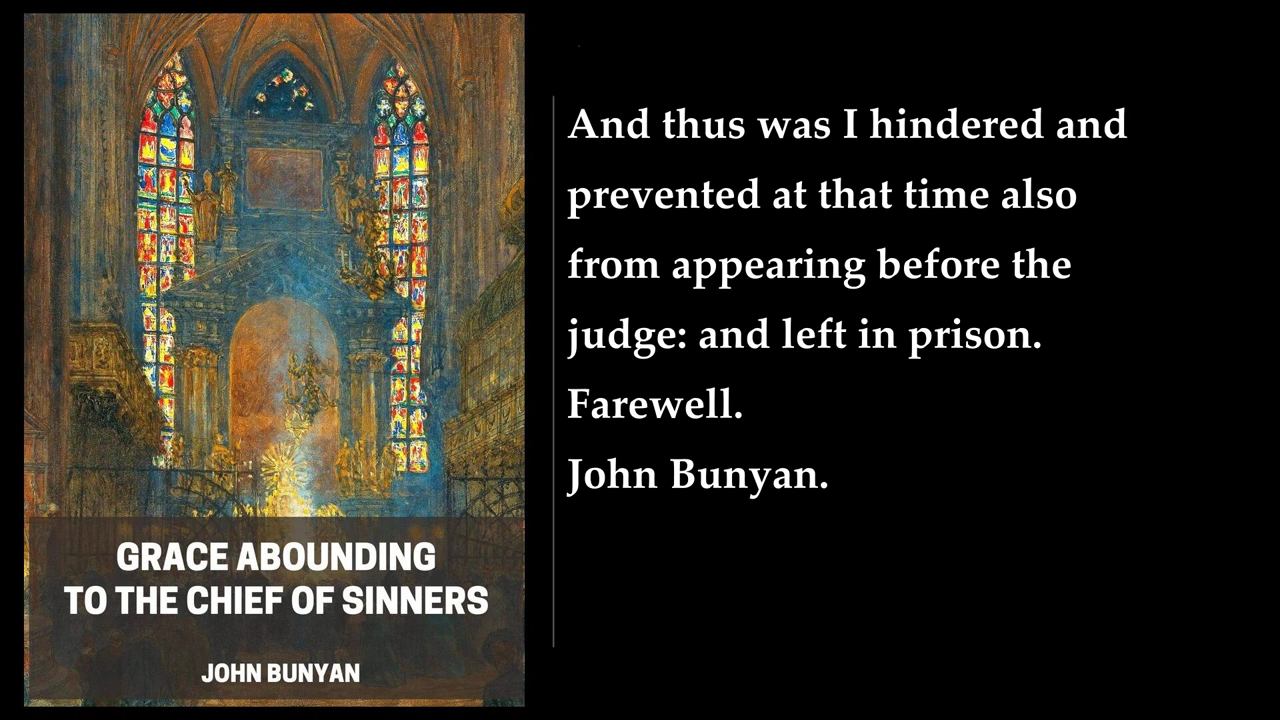 GRACE ABOUNDING
TO THE CHIEF OF SINNERS
JOHN BUNYAN
And thus was I hindered and
prevented at that time also
from appearing before the
judge: and left in prison.
Farewell.
John Bunyan.